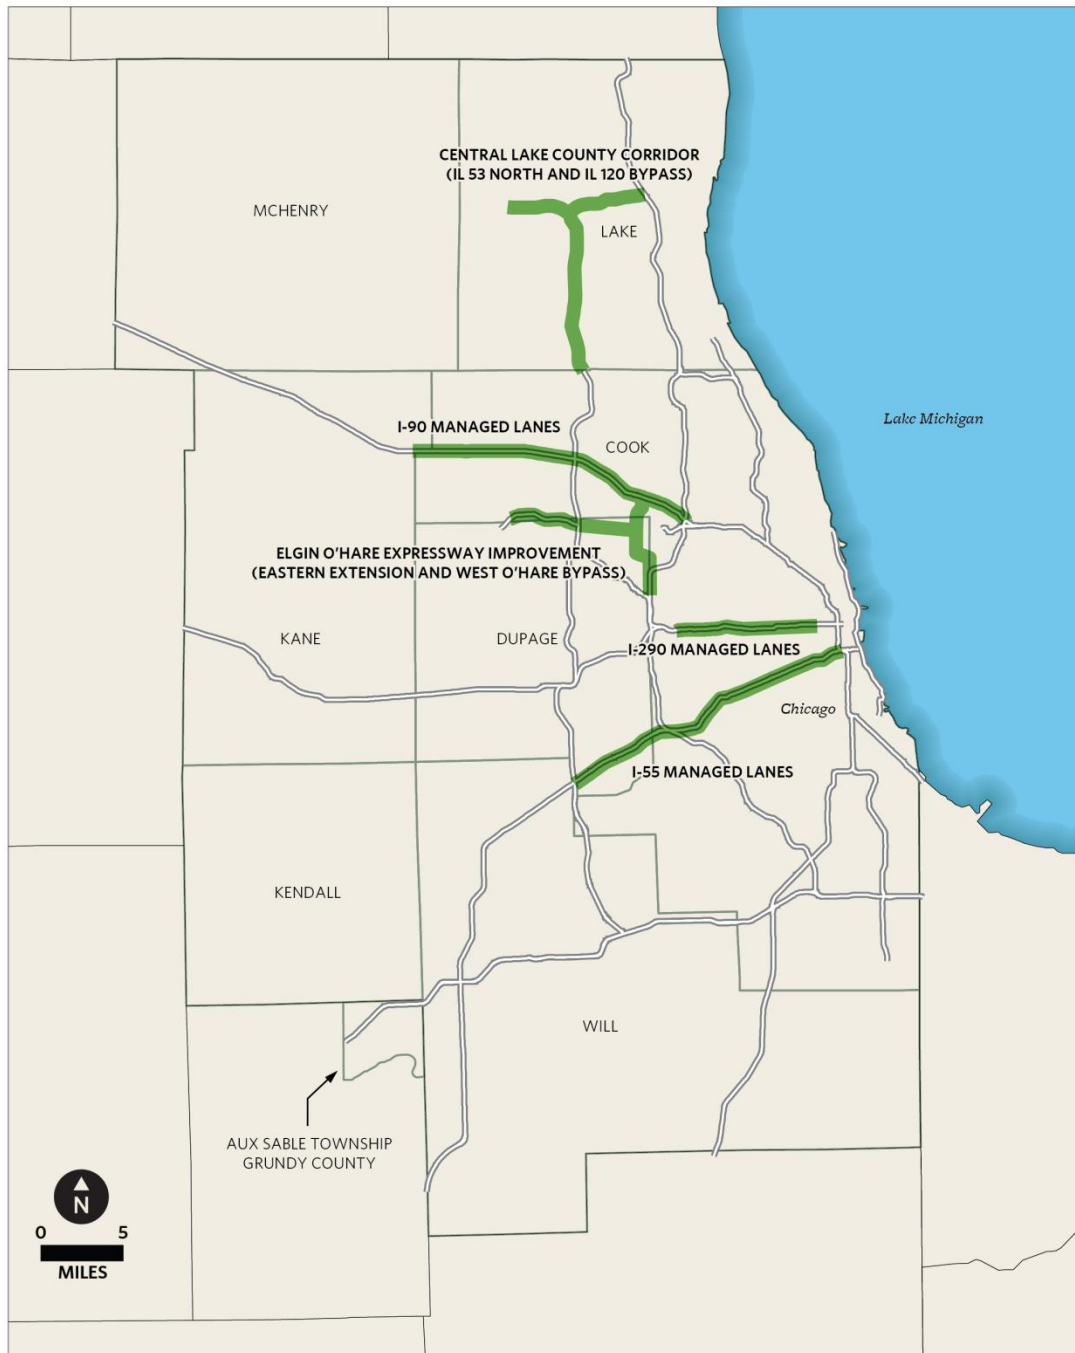 CENTRAL LAKE COUNTY CORRIDOR
(IL 53 NORTH AND IL 120 BYPASS)
MCHENRY
LAKE
Lake Michigan
I-90 MANAGED LANES
COOK
ELGIN O'HARE EXPRESSWAY IMPROVEMENT
(EASTERN EXTENSION AND WEST O'HARE BYPASS)
KANE
DUPAGE
I-290 MANAGED LANES
Chicago
I-55 MANAGED LANES
KENDALL
WILL
AUX SABLE TOWNSHIP
GRUNDY COUNTY
N
0 5
MILES